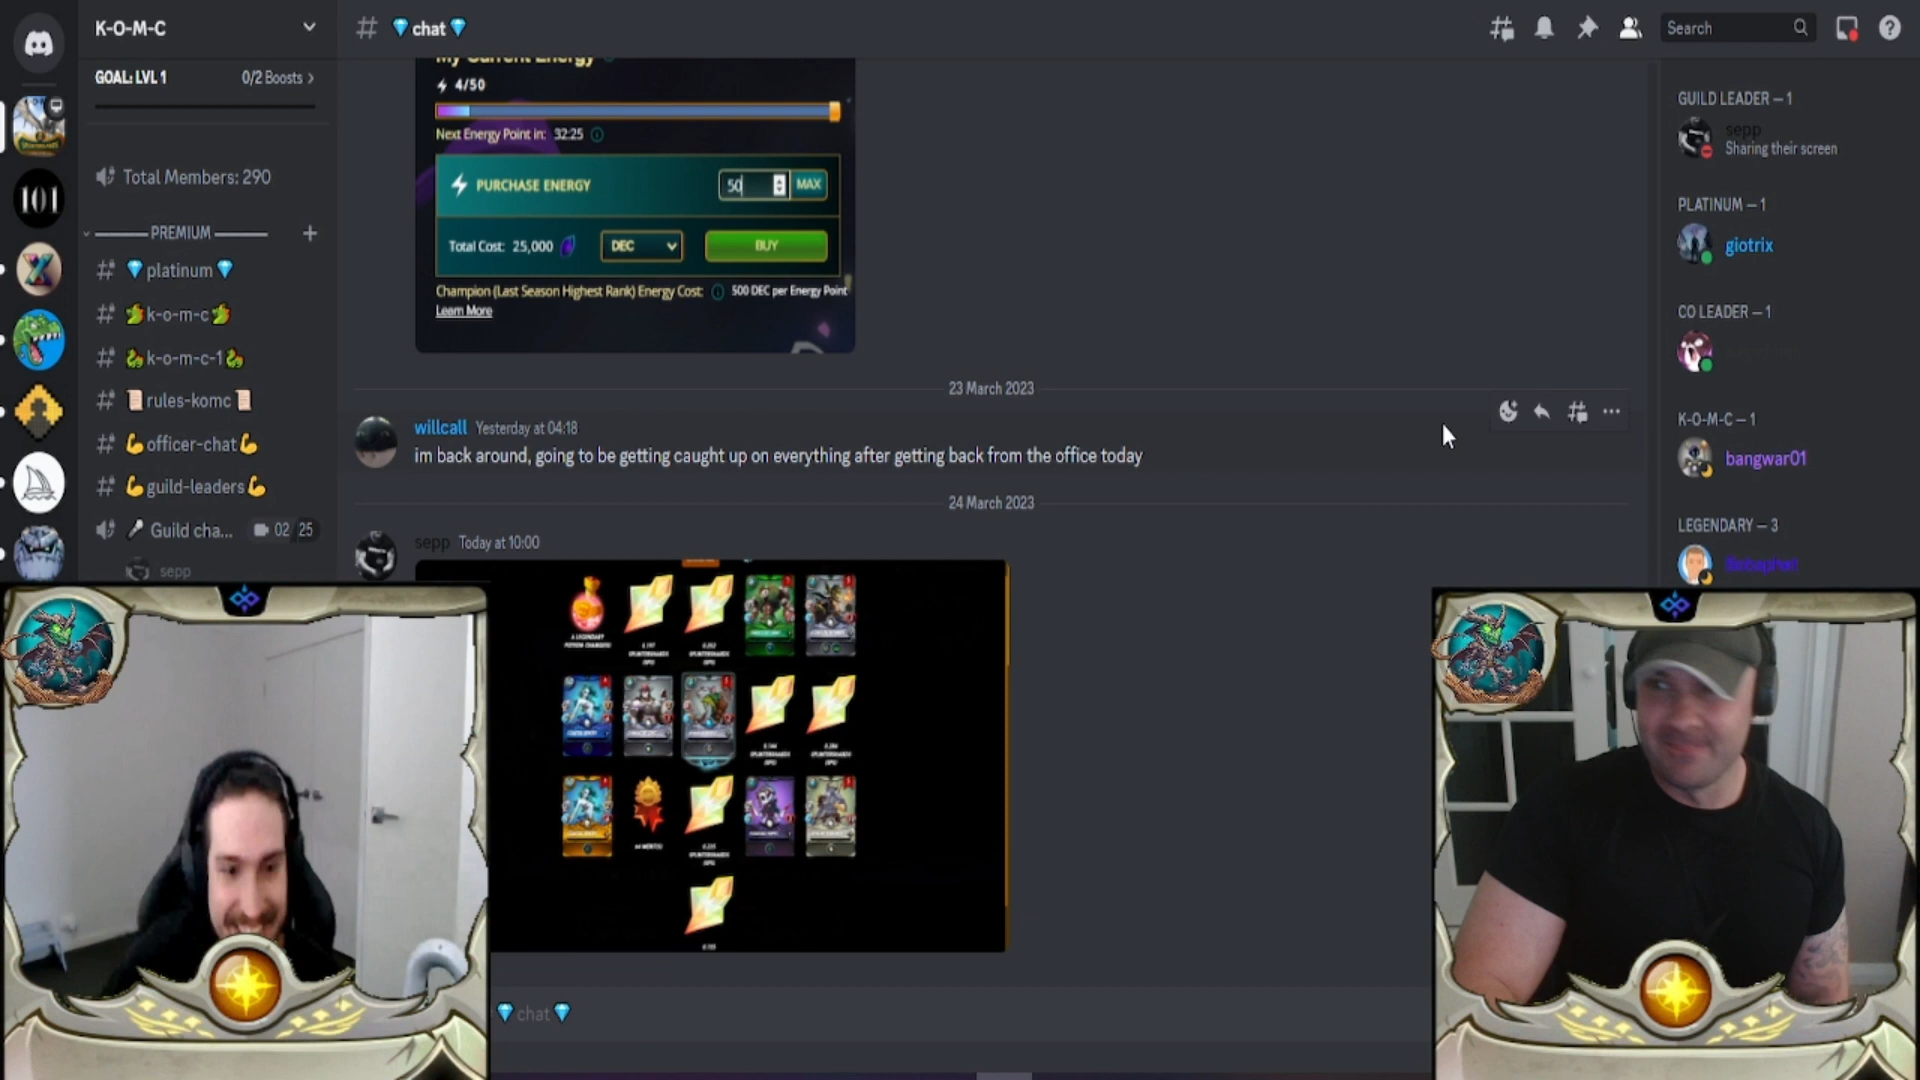 K-O-M-C
GOAL: LVL 1
0/2 Boosts >
Total Members: 290
PREMIUM
platinum
k-o-m-c
k-o-m-c-1
rules-komc
officer-chat
guild-leaders
Guild cha...
02 25
sepp
101
chat
Search
My Current Energy
4/50
Next Energy Point in: 32:25
PURCHASE ENERGY
50
MAX
Total Cost: 25,000
DEC
BUY
Champion (Last Season Highest Rank) Energy Cost: 500 DEC per Energy Point
Learn More
23 March 2023
willcall Yesterday at 04:18
im back around, going to be getting caught up on everything after getting back from the office today
24 March 2023
sepp Today at 10:00
chat
GUILD LEADER — 1
sepp
Sharing their screen
PLATINUM — 1
giotrix
CO LEADER — 1
K-O-M-C — 1
bangwar01
LEGENDARY — 3